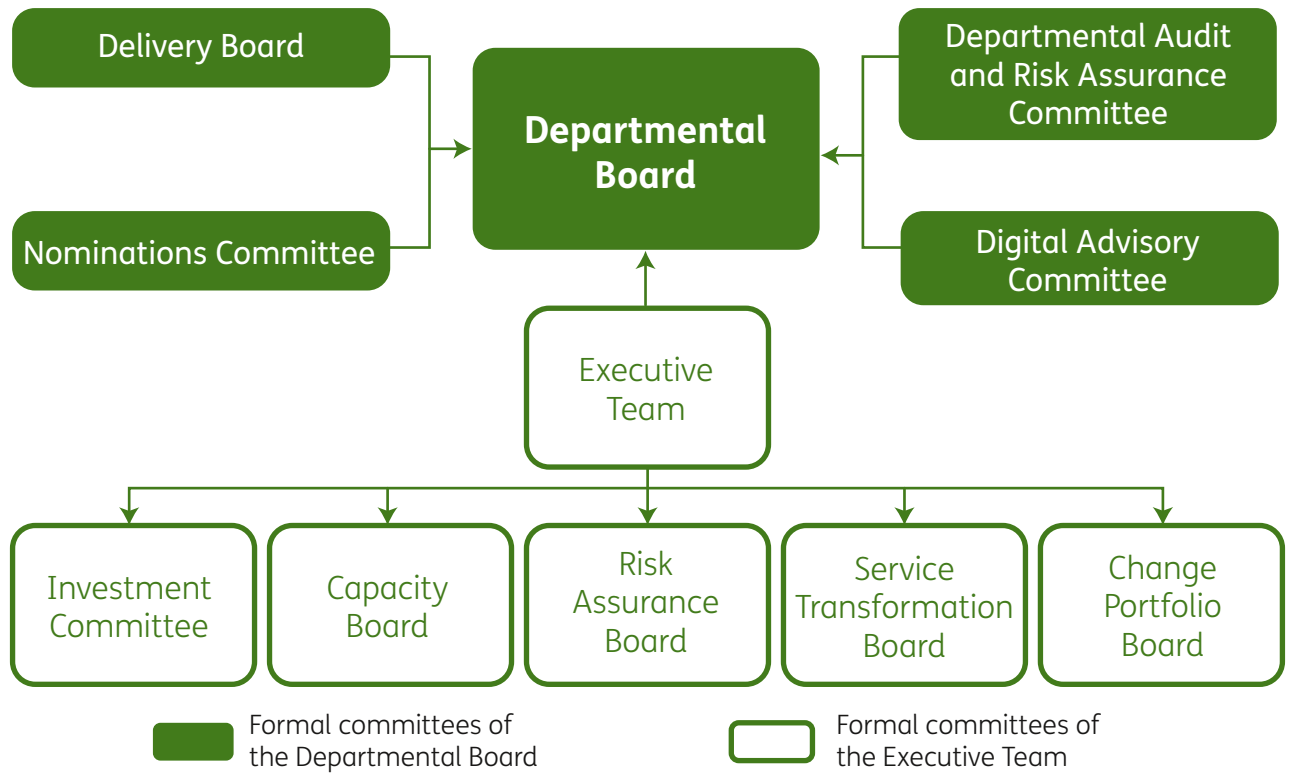 Delivery Board
Nominations Committee
Departmental
Board
Departmental Audit
and Risk Assurance
Committee
Digital Advisory
Committee
Executive
Team
Investment
Committee
Capacity
Board
Risk
Assurance
Board
Service
Transformation
Board
Change
Portfolio
Board
Formal committees of
the Departmental Board
Formal committees of
the Executive Team